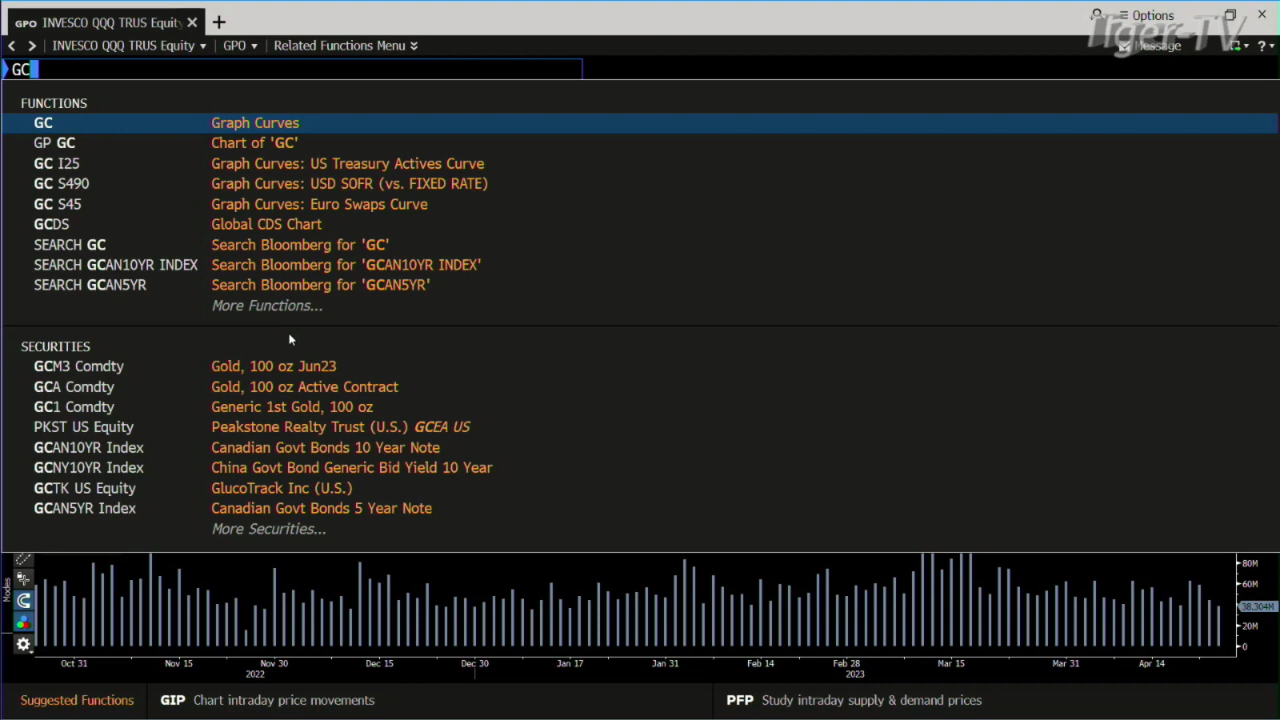 GPO INVESCO QQQ TRUS Equity
Options
INVESCO QQQ TRUS Equity GPO Related Functions Menu
Message
?
Tiger-TV
GC
FUNCTIONS
GC Graph Curves
GP GC Chart of 'GC'
GC I25 Graph Curves: US Treasury Actives Curve
GC S490 Graph Curves: USD SOFR (vs. FIXED RATE)
GC S45 Graph Curves: Euro Swaps Curve
GCDS Global CDS Chart
SEARCH GC Search Bloomberg for 'GC'
SEARCH GCAN10YR INDEX Search Bloomberg for 'GCAN10YR INDEX'
SEARCH GCAN5YR Search Bloomberg for 'GCAN5YR'
More Functions...
SECURITIES
GCM3 Comdty Gold, 100 oz Jun23
GCA Comdty Gold, 100 oz Active Contract
GC1 Comdty Generic 1st Gold, 100 oz
PKST US Equity Peakstone Realty Trust (U.S.) GCEA US
GCAN10YR Index Canadian Govt Bonds 10 Year Note
GCNY10YR Index China Govt Bond Generic Bid Yield 10 Year
GCTK US Equity GlucoTrack Inc (U.S.)
GCAN5YR Index Canadian Govt Bonds 5 Year Note
More Securities...
Modes
80M
60M
38.304M
20M
0
Oct 31 Nov 15 Nov 30 Dec 15 Dec 30 Jan 17 Jan 31 Feb 14 Feb 28 Mar 15 Mar 31 Apr 14
2022 2023
Suggested Functions GIP Chart intraday price movements PFP Study intraday supply & demand prices